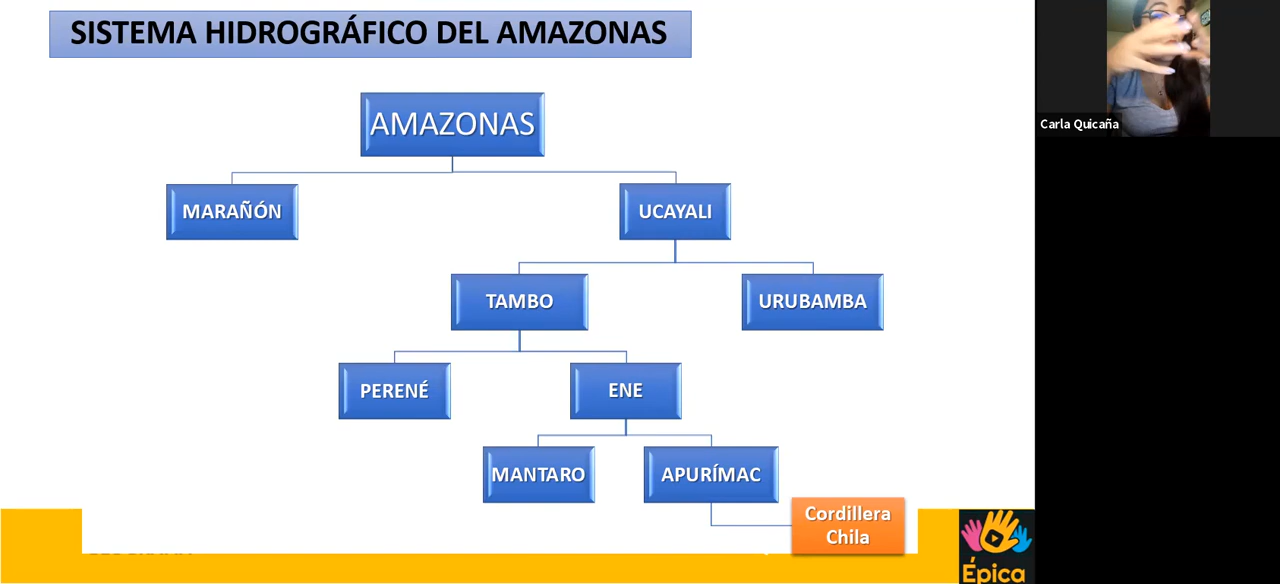 SISTEMA HIDROGRÁFICO DEL AMAZONAS
AMAZONAS
MARAÑÓN
UCAYALI
TAMBO
URUBAMBA
PERENÉ
ENE
MANTARO
APURÍMAC
Cordillera
Chila
Épica
Carla Quicaña